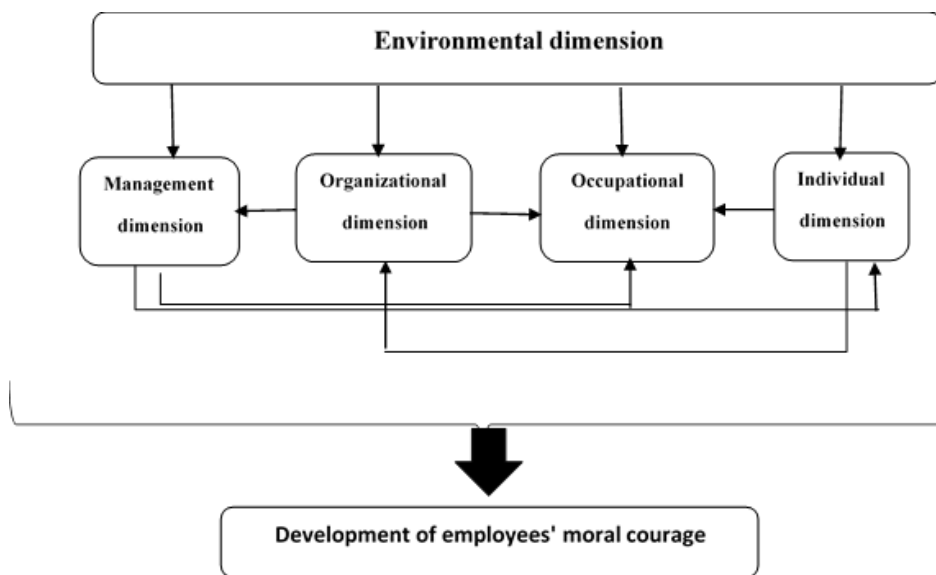 Environmental dimension
Management
dimension
Organizational
dimension
Occupational
dimension
Individual
dimension
Development of employees' moral courage